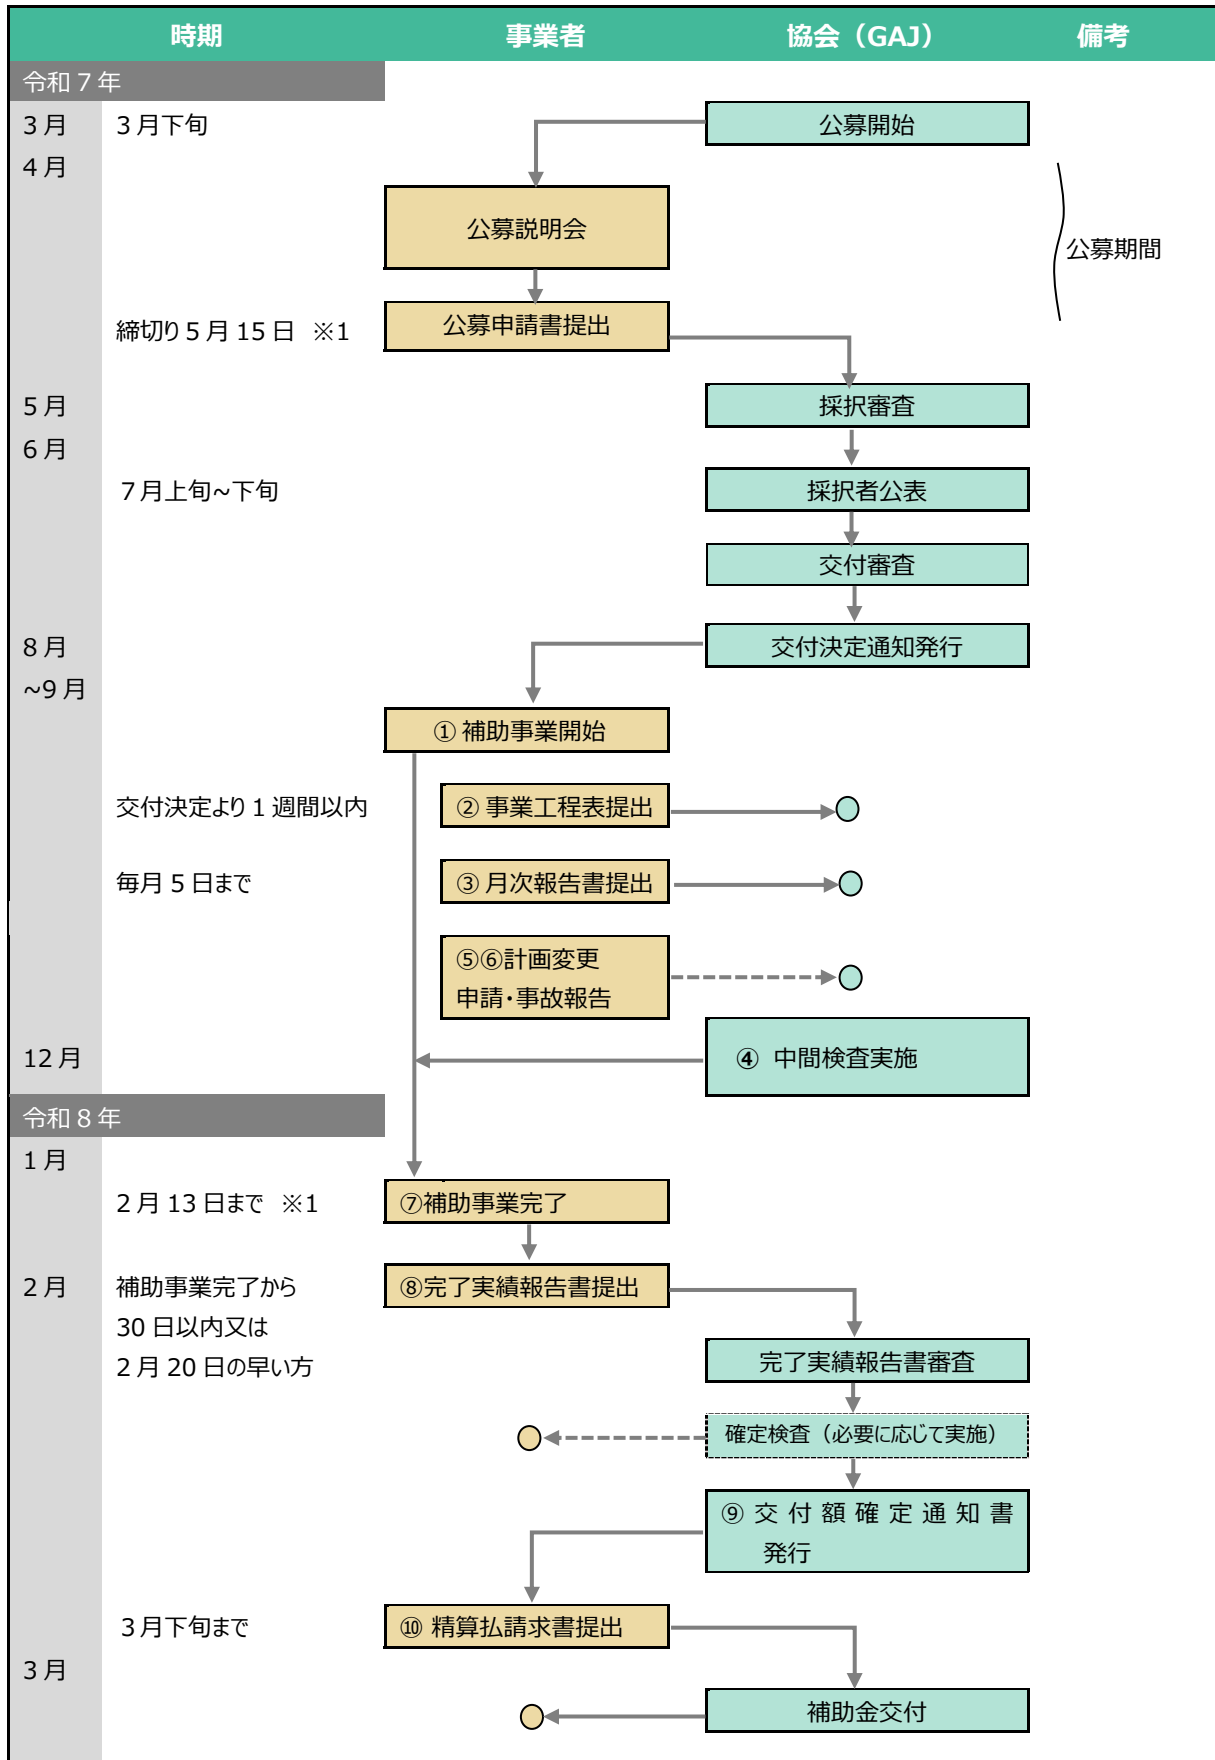 時期 事業者 協会（GAJ） 備考
令和７年
3月 3月下旬 公募開始
4月
公募説明会
公募期間
締切り5月15日 ※1 公募申請書提出
5月 採択審査
6月
7月上旬~下旬 採択者公表
交付審査
8月 交付決定通知発行
~9月
① 補助事業開始
交付決定より1週間以内 ② 事業工程表提出
毎月5日まで ③ 月次報告書提出
⑤⑥計画変更
申請・事故報告
12月 ④ 中間検査実施
令和８年
1月
2月13日まで ※1 ⑦補助事業完了
2月 補助事業完了から ⑧完了実績報告書提出
30日以内又は
2月20日の早い方 完了実績報告書審査
確定検査（必要に応じて実施）
⑨ 交付額確定通知書
発行
3月下旬まで ⑩ 精算払請求書提出
3月
補助金交付